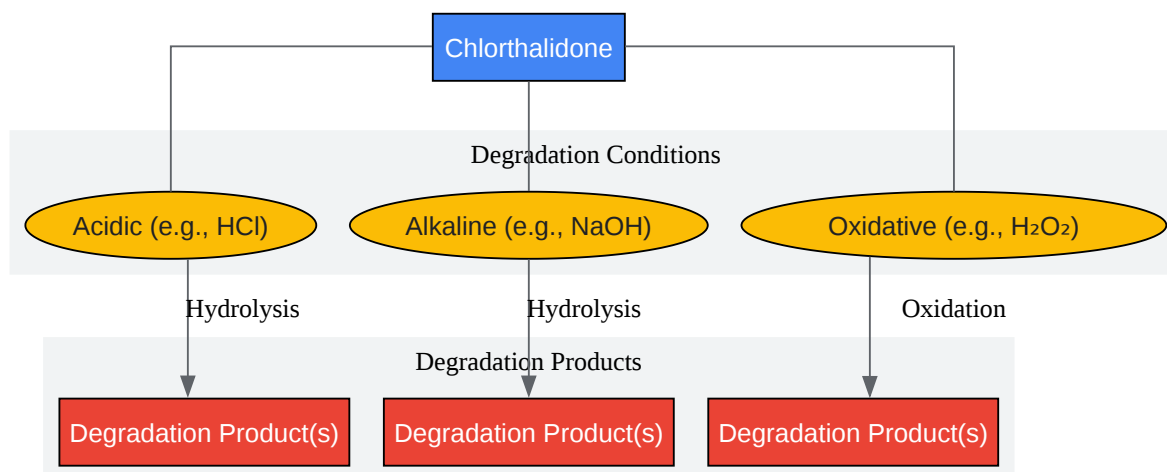 Chlorthalidone
Degradation Conditions
Acidic (e.g., HCl)
Alkaline (e.g., NaOH)
Oxidative (e.g., H₂O₂)
Hydrolysis
Hydrolysis
Oxidation
Degradation Products
Degradation Product(s)
Degradation Product(s)
Degradation Product(s)